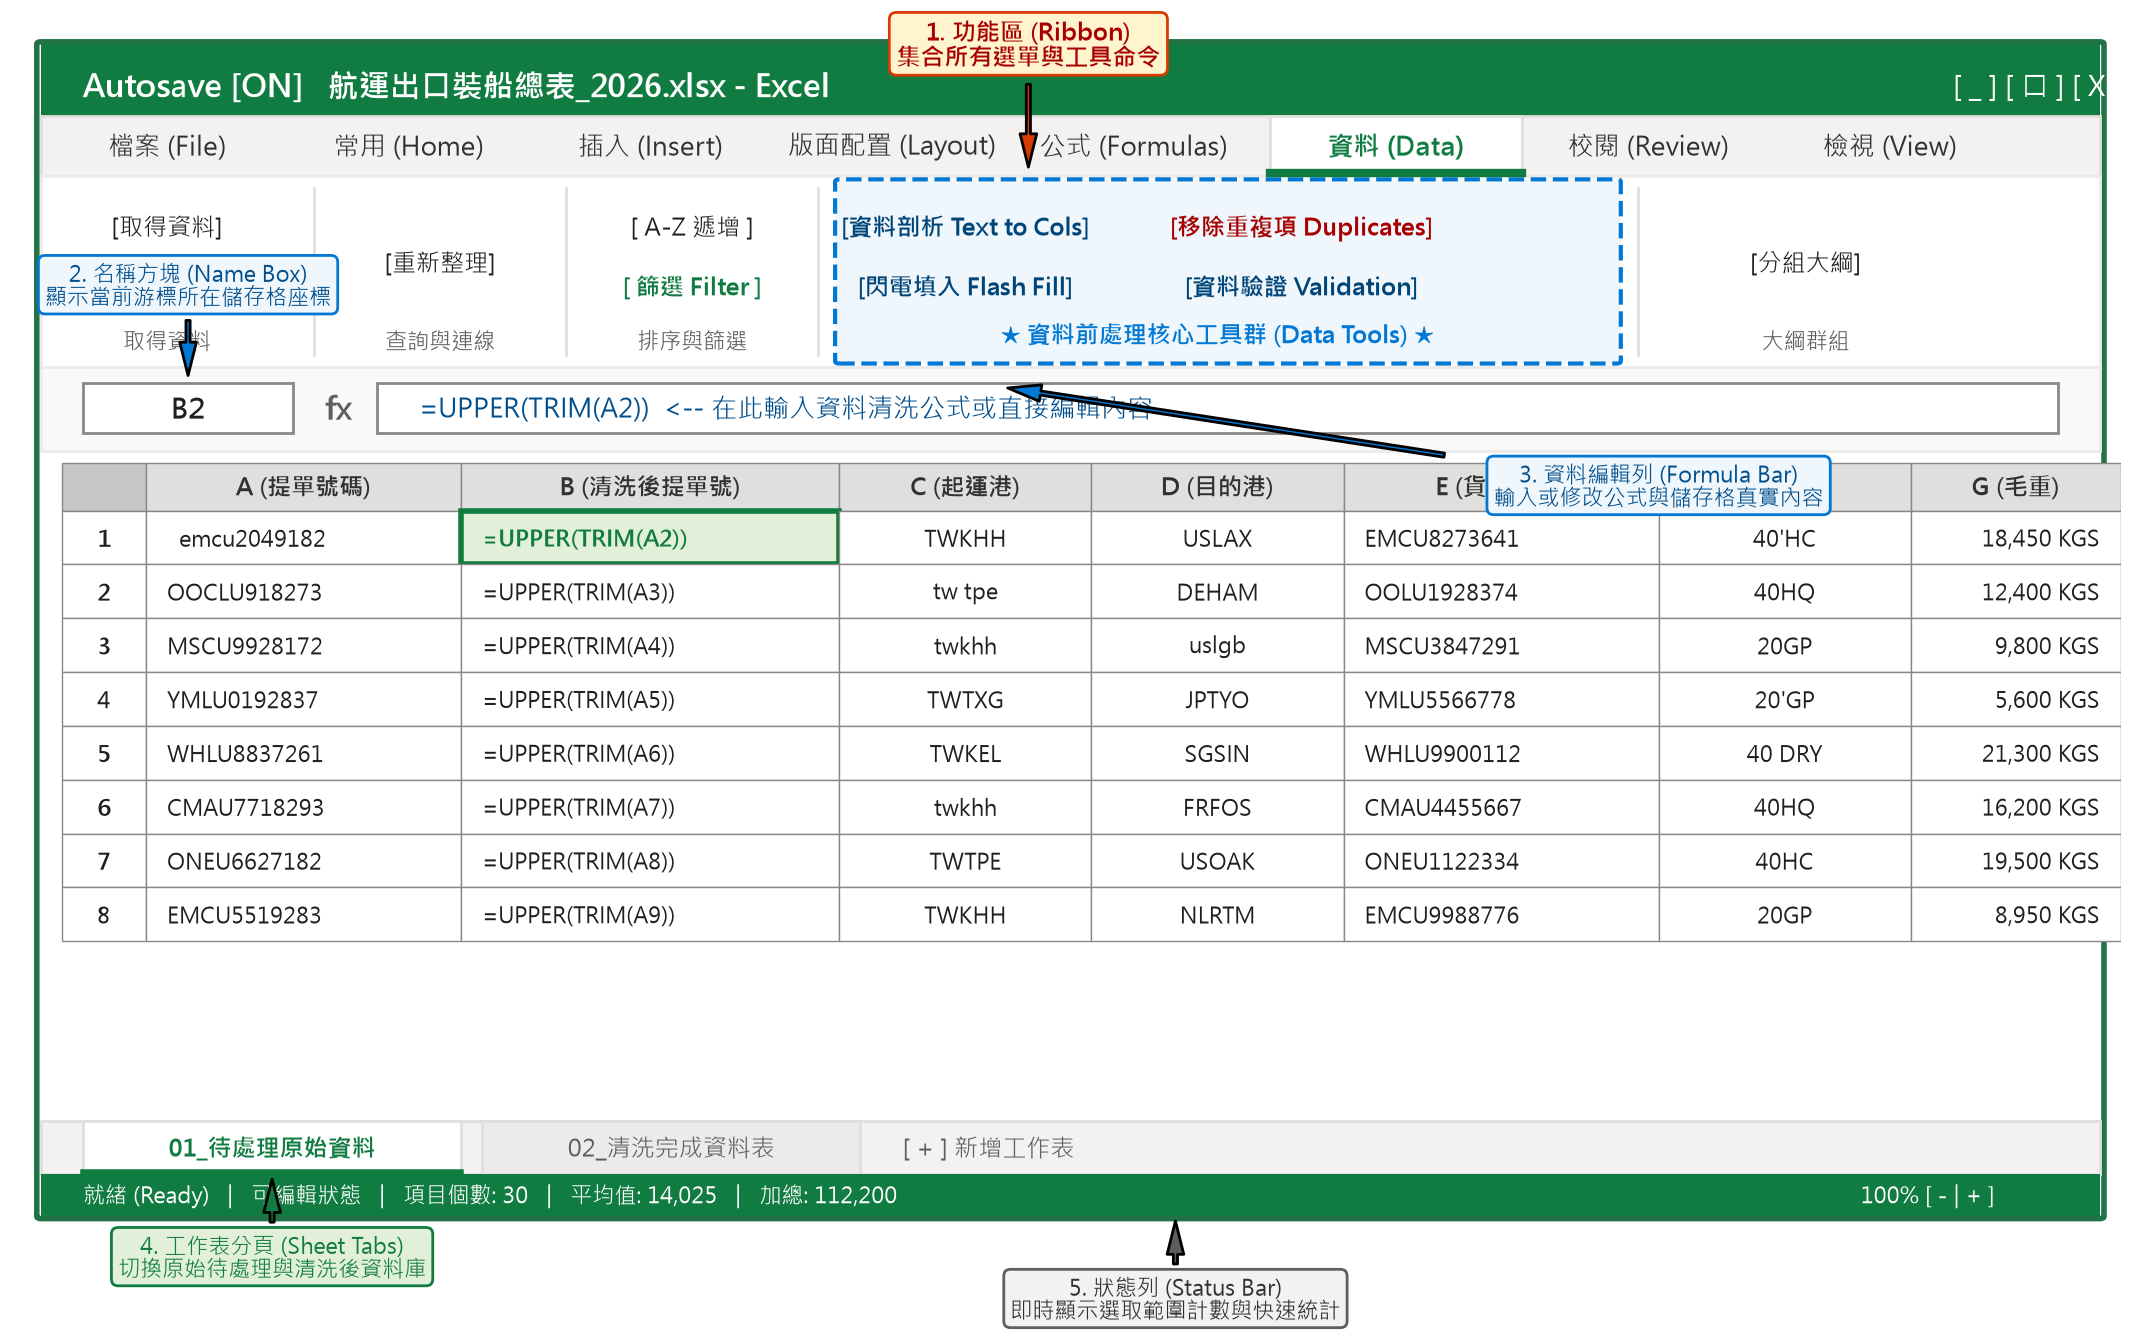 1. 功能區 (Ribbon)
集合所有選單與工具命令
Autosave [ON]   航運出口裝船總表_2026.xlsx - Excel
[ _ ] [ 口 ] [ X
檔案 (File)
常用 (Home)
插入 (Insert)
版面配置 (Layout)
公式 (Formulas)
資料 (Data)
校閱 (Review)
檢視 (View)
[取得資料]
2. 名稱方塊 (Name Box)
顯示當前游標所在儲存格座標
取得資料
[重新整理]
查詢與連線
[ A-Z 遞增 ]
[ 篩選 Filter ]
排序與篩選
[資料剖析 Text to Cols]
[移除重複項 Duplicates]
[閃電填入 Flash Fill]
[資料驗證 Validation]
★ 資料前處理核心工具群 (Data Tools) ★
[分組大綱]
大綱群組
B2
fx
=UPPER(TRIM(A2))  <-- 在此輸入資料清洗公式或直接編輯內容
3. 資料編輯列 (Formula Bar)
輸入或修改公式與儲存格真實內容
A (提單號碼) B (清洗後提單號) C (起運港) D (目的港) E (貨 G (毛重)
1 emcu2049182 =UPPER(TRIM(A2)) TWKHH USLAX EMCU8273641 40'HC 18,450 KGS
2 OOCLU918273 =UPPER(TRIM(A3)) tw tpe DEHAM OOLU1928374 40HQ 12,400 KGS
3 MSCU9928172 =UPPER(TRIM(A4)) twkhh uslgb MSCU3847291 20GP 9,800 KGS
4 YMLU0192837 =UPPER(TRIM(A5)) TWTXG JPTYO YMLU5566778 20'GP 5,600 KGS
5 WHLU8837261 =UPPER(TRIM(A6)) TWKEL SGSIN WHLU9900112 40 DRY 21,300 KGS
6 CMAU7718293 =UPPER(TRIM(A7)) twkhh FRFOS CMAU4455667 40HQ 16,200 KGS
7 ONEU6627182 =UPPER(TRIM(A8)) TWTPE USOAK ONEU1122334 40HC 19,500 KGS
8 EMCU5519283 =UPPER(TRIM(A9)) TWKHH NLRTM EMCU9988776 20GP 8,950 KGS
01_待處理原始資料
02_清洗完成資料表
[ + ] 新增工作表
就緒 (Ready)  |  可編輯狀態  |  項目個數: 30  |  平均值: 14,025  |  加總: 112,200
100% [ - | + ]
4. 工作表分頁 (Sheet Tabs)
切換原始待處理與清洗後資料庫
5. 狀態列 (Status Bar)
即時顯示選取範圍計數與快速統計